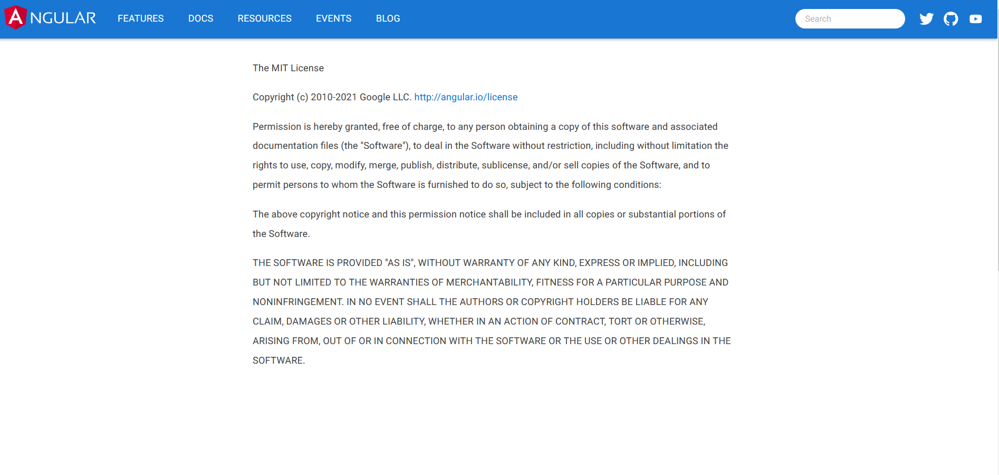 ANGULAR FEATURES DOCS RESOURCES EVENTS BLOG Search
The MIT License
Copyright (c) 2010-2021 Google LLC. http://angular.io/license
Permission is hereby granted, free of charge, to any person obtaining a copy of this software and associated
documentation files (the "Software"), to deal in the Software without restriction, including without limitation the
rights to use, copy, modify, merge, publish, distribute, sublicense, and/or sell copies of the Software, and to
permit persons to whom the Software is furnished to do so, subject to the following conditions:
The above copyright notice and this permission notice shall be included in all copies or substantial portions of
the Software.
THE SOFTWARE IS PROVIDED "AS IS", WITHOUT WARRANTY OF ANY KIND, EXPRESS OR IMPLIED, INCLUDING
BUT NOT LIMITED TO THE WARRANTIES OF MERCHANTABILITY, FITNESS FOR A PARTICULAR PURPOSE AND
NONINFRINGEMENT. IN NO EVENT SHALL THE AUTHORS OR COPYRIGHT HOLDERS BE LIABLE FOR ANY
CLAIM, DAMAGES OR OTHER LIABILITY, WHETHER IN AN ACTION OF CONTRACT, TORT OR OTHERWISE,
ARISING FROM, OUT OF OR IN CONNECTION WITH THE SOFTWARE OR THE USE OR OTHER DEALINGS IN THE
SOFTWARE.